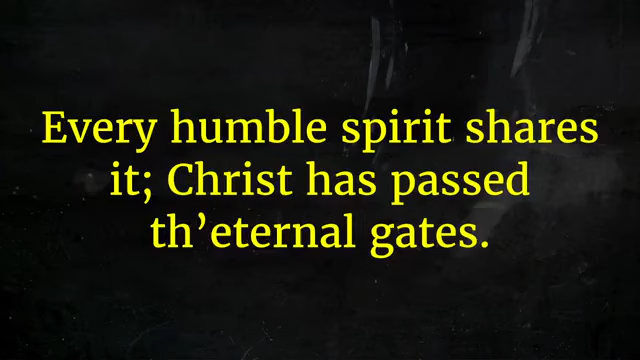 Every humble spirit shares
it; Christ has passed
th’eternal gates.